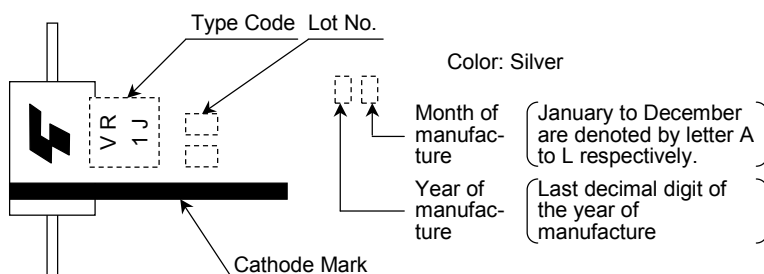 Type Code
Lot No.
Color: Silver
VR
1J
Month of
manufac-
ture
January to December
are denoted by letter A
to L respectively.
Year of
manufac-
ture
Last decimal digit of
the year of
manufacture
Cathode Mark